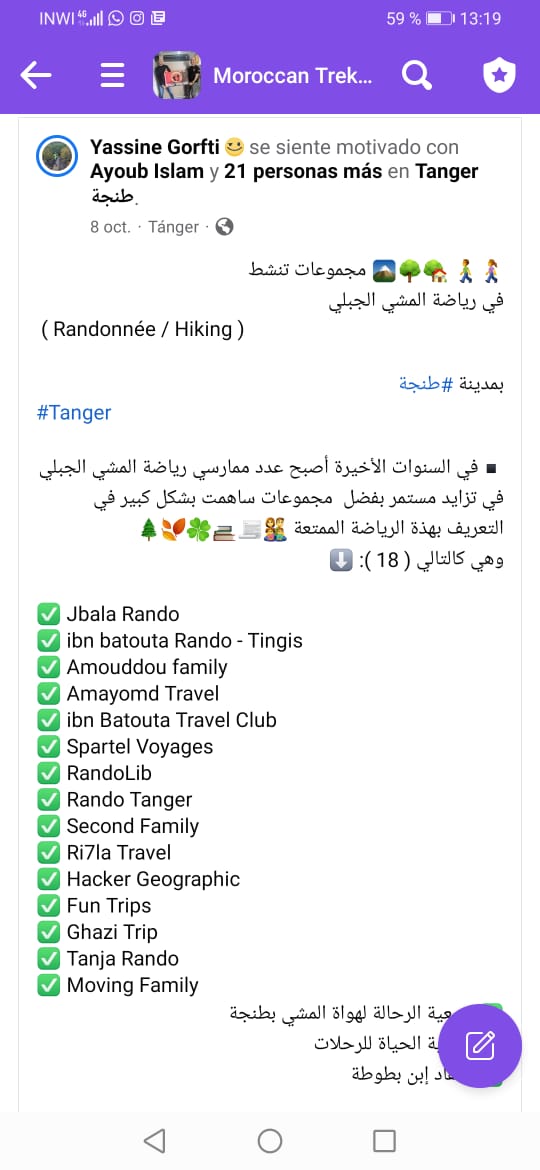 INWI 4G 59 % 13:19
Moroccan Trek...
Yassine Gorfti 😀 se siente motivado con
Ayoub Islam y 21 personas más en Tanger
طنجة.
8 oct. · Tánger ·
🚶‍♀️🚶‍♂️🏡🌳🏔️ مجموعات تنشط
في رياضة المشي الجبلي
( Randonnée / Hiking )
بمدينة #طنجة
#Tanger
▪️ في السنوات الأخيرة أصبح عدد ممارسي رياضة المشي الجبلي
في تزايد مستمر بفضل مجموعات ساهمت بشكل كبير في
التعريف بهذة الرياضة الممتعة 👩‍❤️‍👨📃📚🍀🍂🌲
وهي كالتالي ( 18 ): ⬇️
✅ Jbala Rando
✅ ibn batouta Rando - Tingis
✅ Amouddou family
✅ Amayomd Travel
✅ ibn Batouta Travel Club
✅ Spartel Voyages
✅ RandoLib
✅ Rando Tanger
✅ Second Family
✅ Ri7la Travel
✅ Hacker Geographic
✅ Fun Trips
✅ Ghazi Trip
✅ Tanja Rando
✅ Moving Family
الرحالة لهواة المشي بطنجة
الحياة للرحلات
إبن بطوطة